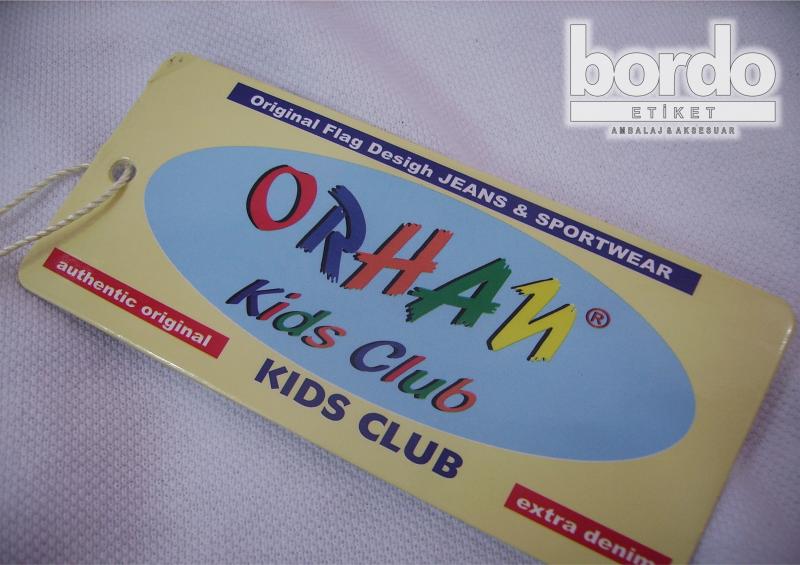 bordo
ETİKET
AMBALAJ & AKSESUAR
Original Flag Desigh JEANS & SPORTWEAR
ORHAN ®
Kids Club
KIDS CLUB
authentic original
extra denim